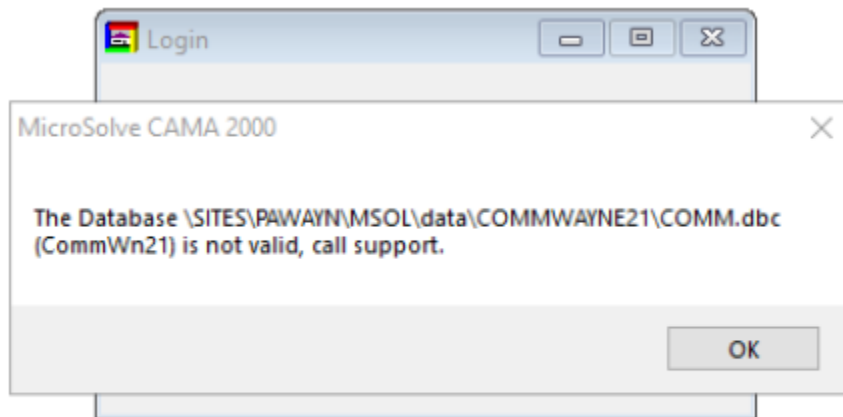 Login
MicroSolve CAMA 2000
The Database \SITES\PAWAYN\MSOL\data\COMMWAYNE21\COMM.dbc
(CommWn21) is not valid, call support.
OK